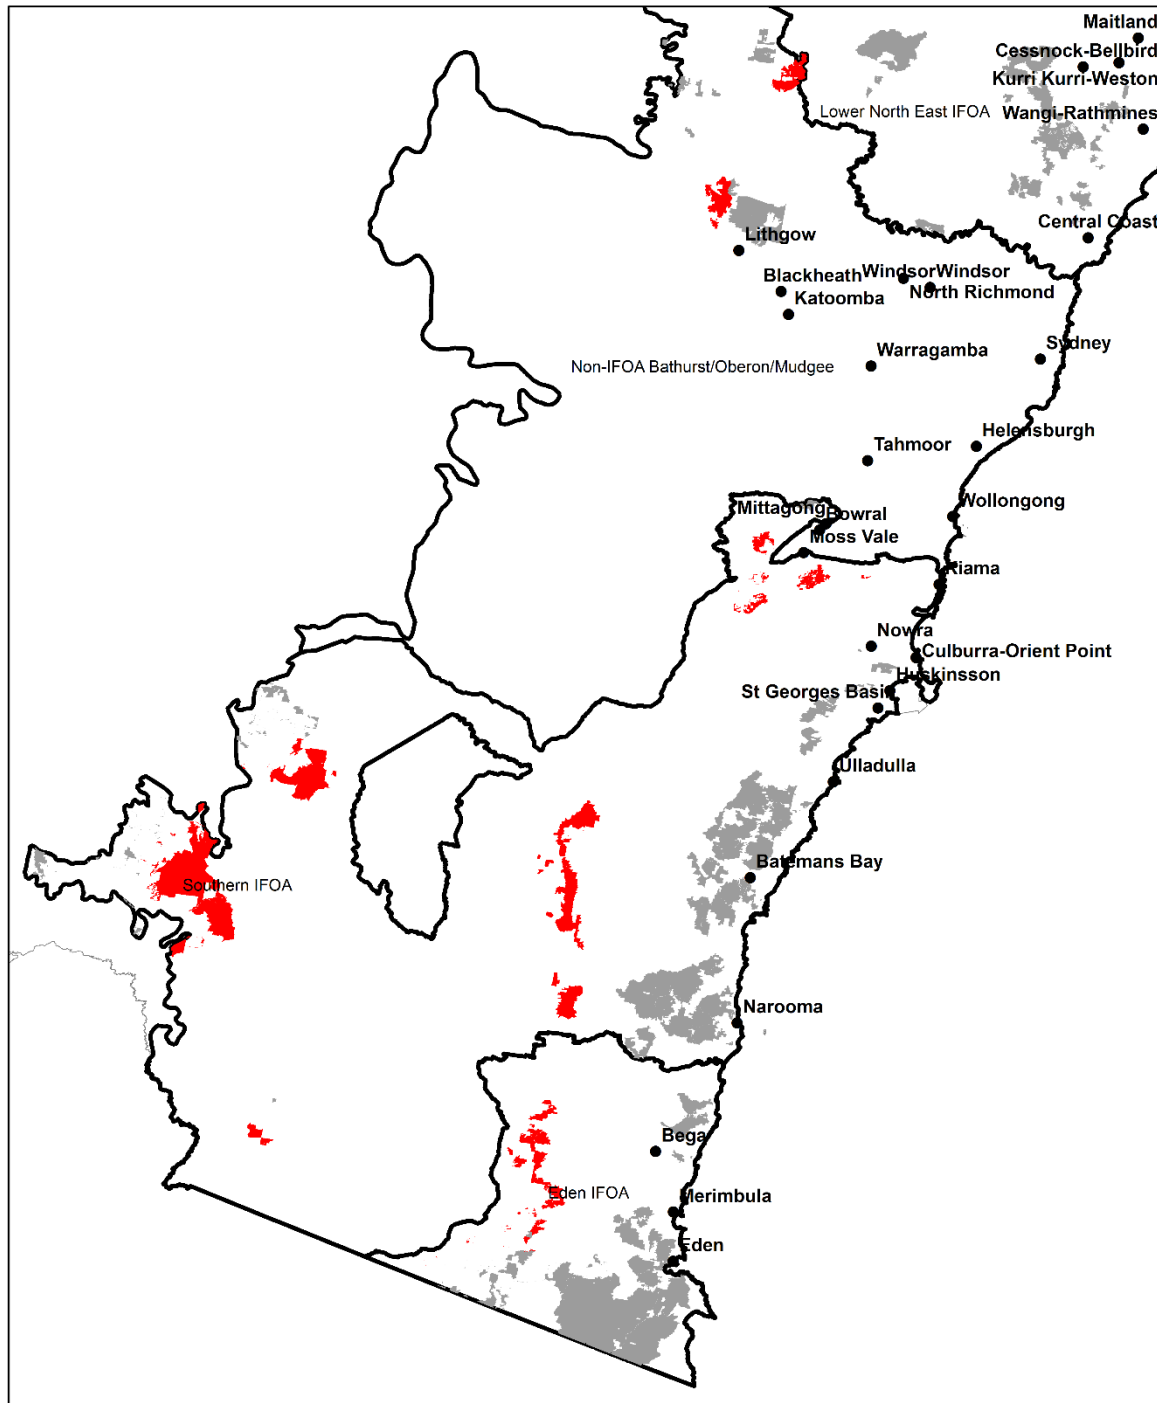 Maitland
Cessnock-Bellbird
Kurri Kurri-Weston
Lower North East IFOA
Wangi-Rathmines
Central Coast
Lithgow
Blackheath
Windsor
Windsor
North Richmond
Katoomba
Sydney
Warragamba
Non-IFOA Bathurst/Oberon/Mudgee
Helensburgh
Tahmoor
Wollongong
Mittagong
Bowral
Moss Vale
Kiama
Nowra
Culburra-Orient Point
Huskinsson
St Georges Basin
Ulladulla
Batemans Bay
Southern IFOA
Narooma
Bega
Eden IFOA
Merimbula
Eden